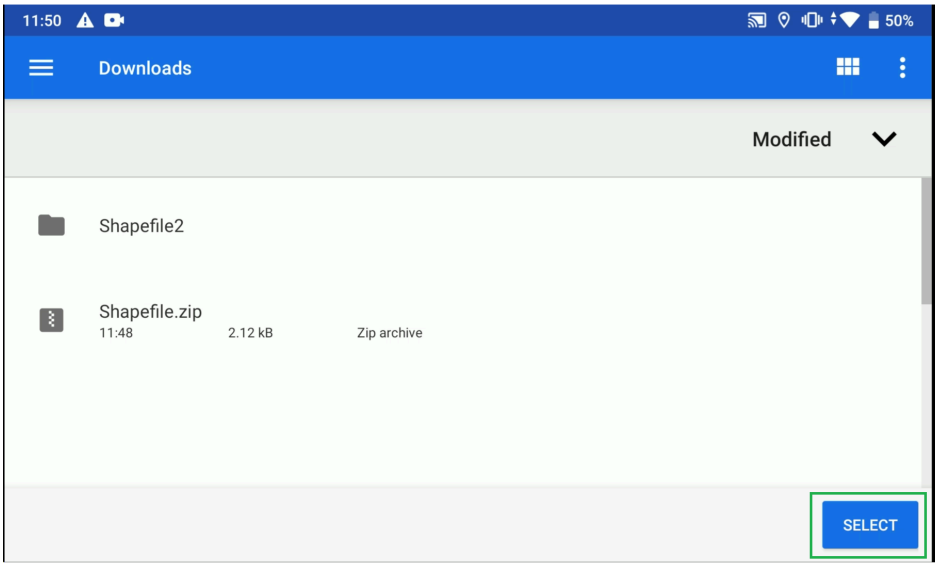 11:50 50%
Downloads
Modified
Shapefile2
Shapefile.zip
11:48 2.12 kB Zip archive
SELECT